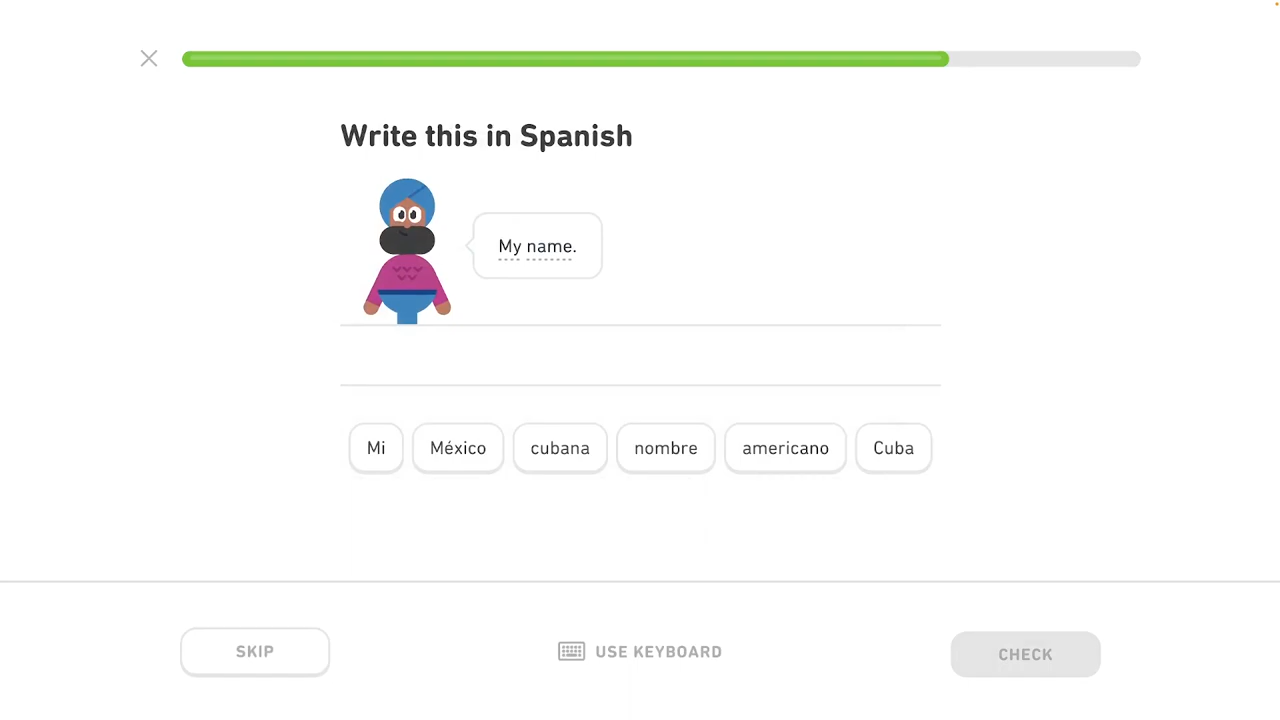 Write this in Spanish
My name.
Mi México cubana nombre americano Cuba
SKIP USE KEYBOARD CHECK